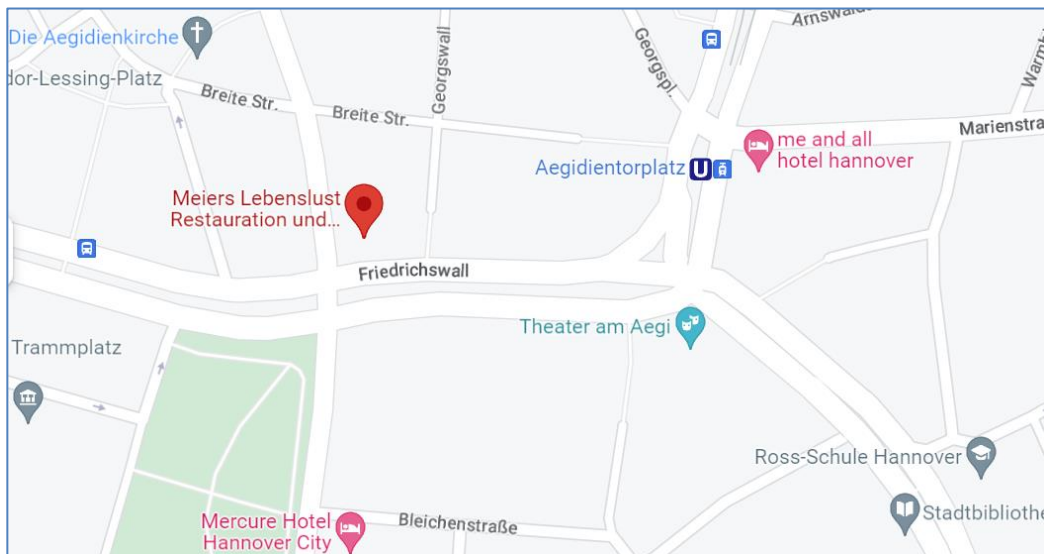 Arnswalds
Die Aegidienkirche
Georgswall
Georgspl.
dor-Lessing-Platz
Breite Str.
Breite Str.
Marienstra
me and all
hotel hannover
Aegidientorplatz U
Meiers Lebenslust
Restauration und...
Friedrichswall
Theater am Aegi
Trammplatz
Ross-Schule Hannover
Stadtbibliothe
Mercure Hotel
Hannover City
Bleichenstraße